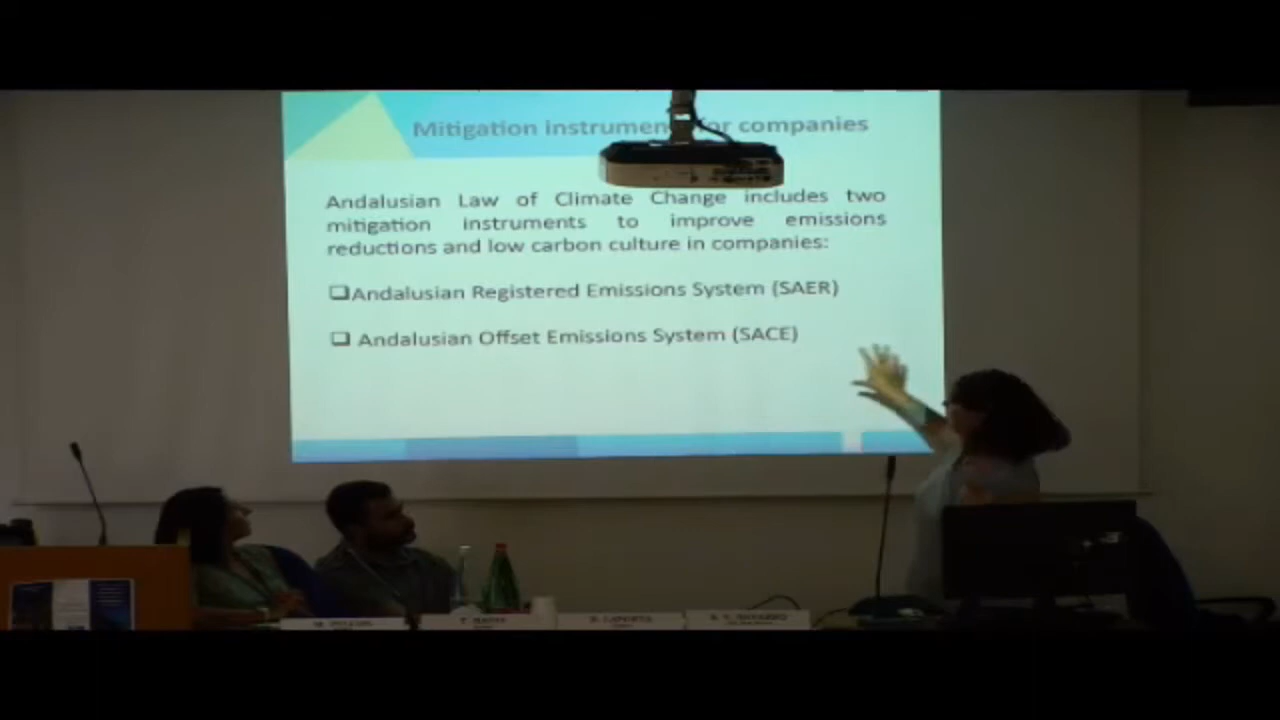 Mitigation instrumen for companies
Andalusian Law of Climate Change includes two
mitigation instruments to improve emissions
reductions and low carbon culture in companies:
❑Andalusian Registered Emissions System (SAER)
❑ Andalusian Offset Emissions System (SACE)